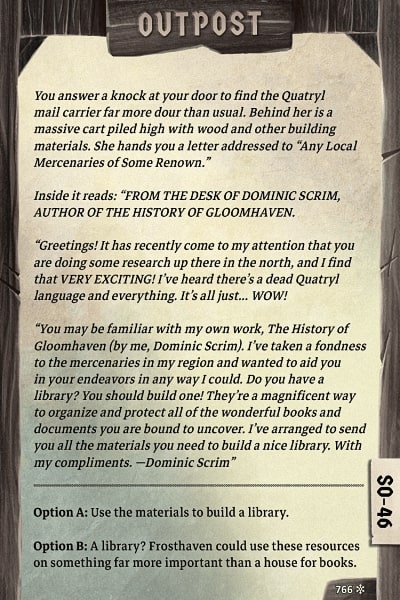 OUTPOST
You answer a knock at your door to find the Quatryl
mail carrier far more dour than usual. Behind her is a
massive cart piled high with wood and other building
materials. She hands you a letter addressed to “Any Local
Mercenaries of Some Renown.”
Inside it reads: “FROM THE DESK OF DOMINIC SCRIM,
AUTHOR OF THE HISTORY OF GLOOMHAVEN.
“Greetings! It has recently come to my attention that you
are doing some research up there in the north, and I find
that VERY EXCITING! I’ve heard there’s a dead Quatryl
language and everything. It’s all just... WOW!
“You may be familiar with my own work, The History of
Gloomhaven (by me, Dominic Scrim). I’ve taken a fondness
to the mercenaries in my region and wanted to aid you
in your endeavors in any way I could. Do you have a
library? You should build one! They’re a magnificent way
to organize and protect all of the wonderful books and
documents you are bound to uncover. I’ve arranged to send
you all the materials you need to build a nice library. With
my compliments. —Dominic Scrim”
SO-46
Option A: Use the materials to build a library.
Option B: A library? Frosthaven could use these resources
on something far more important than a house for books.
766